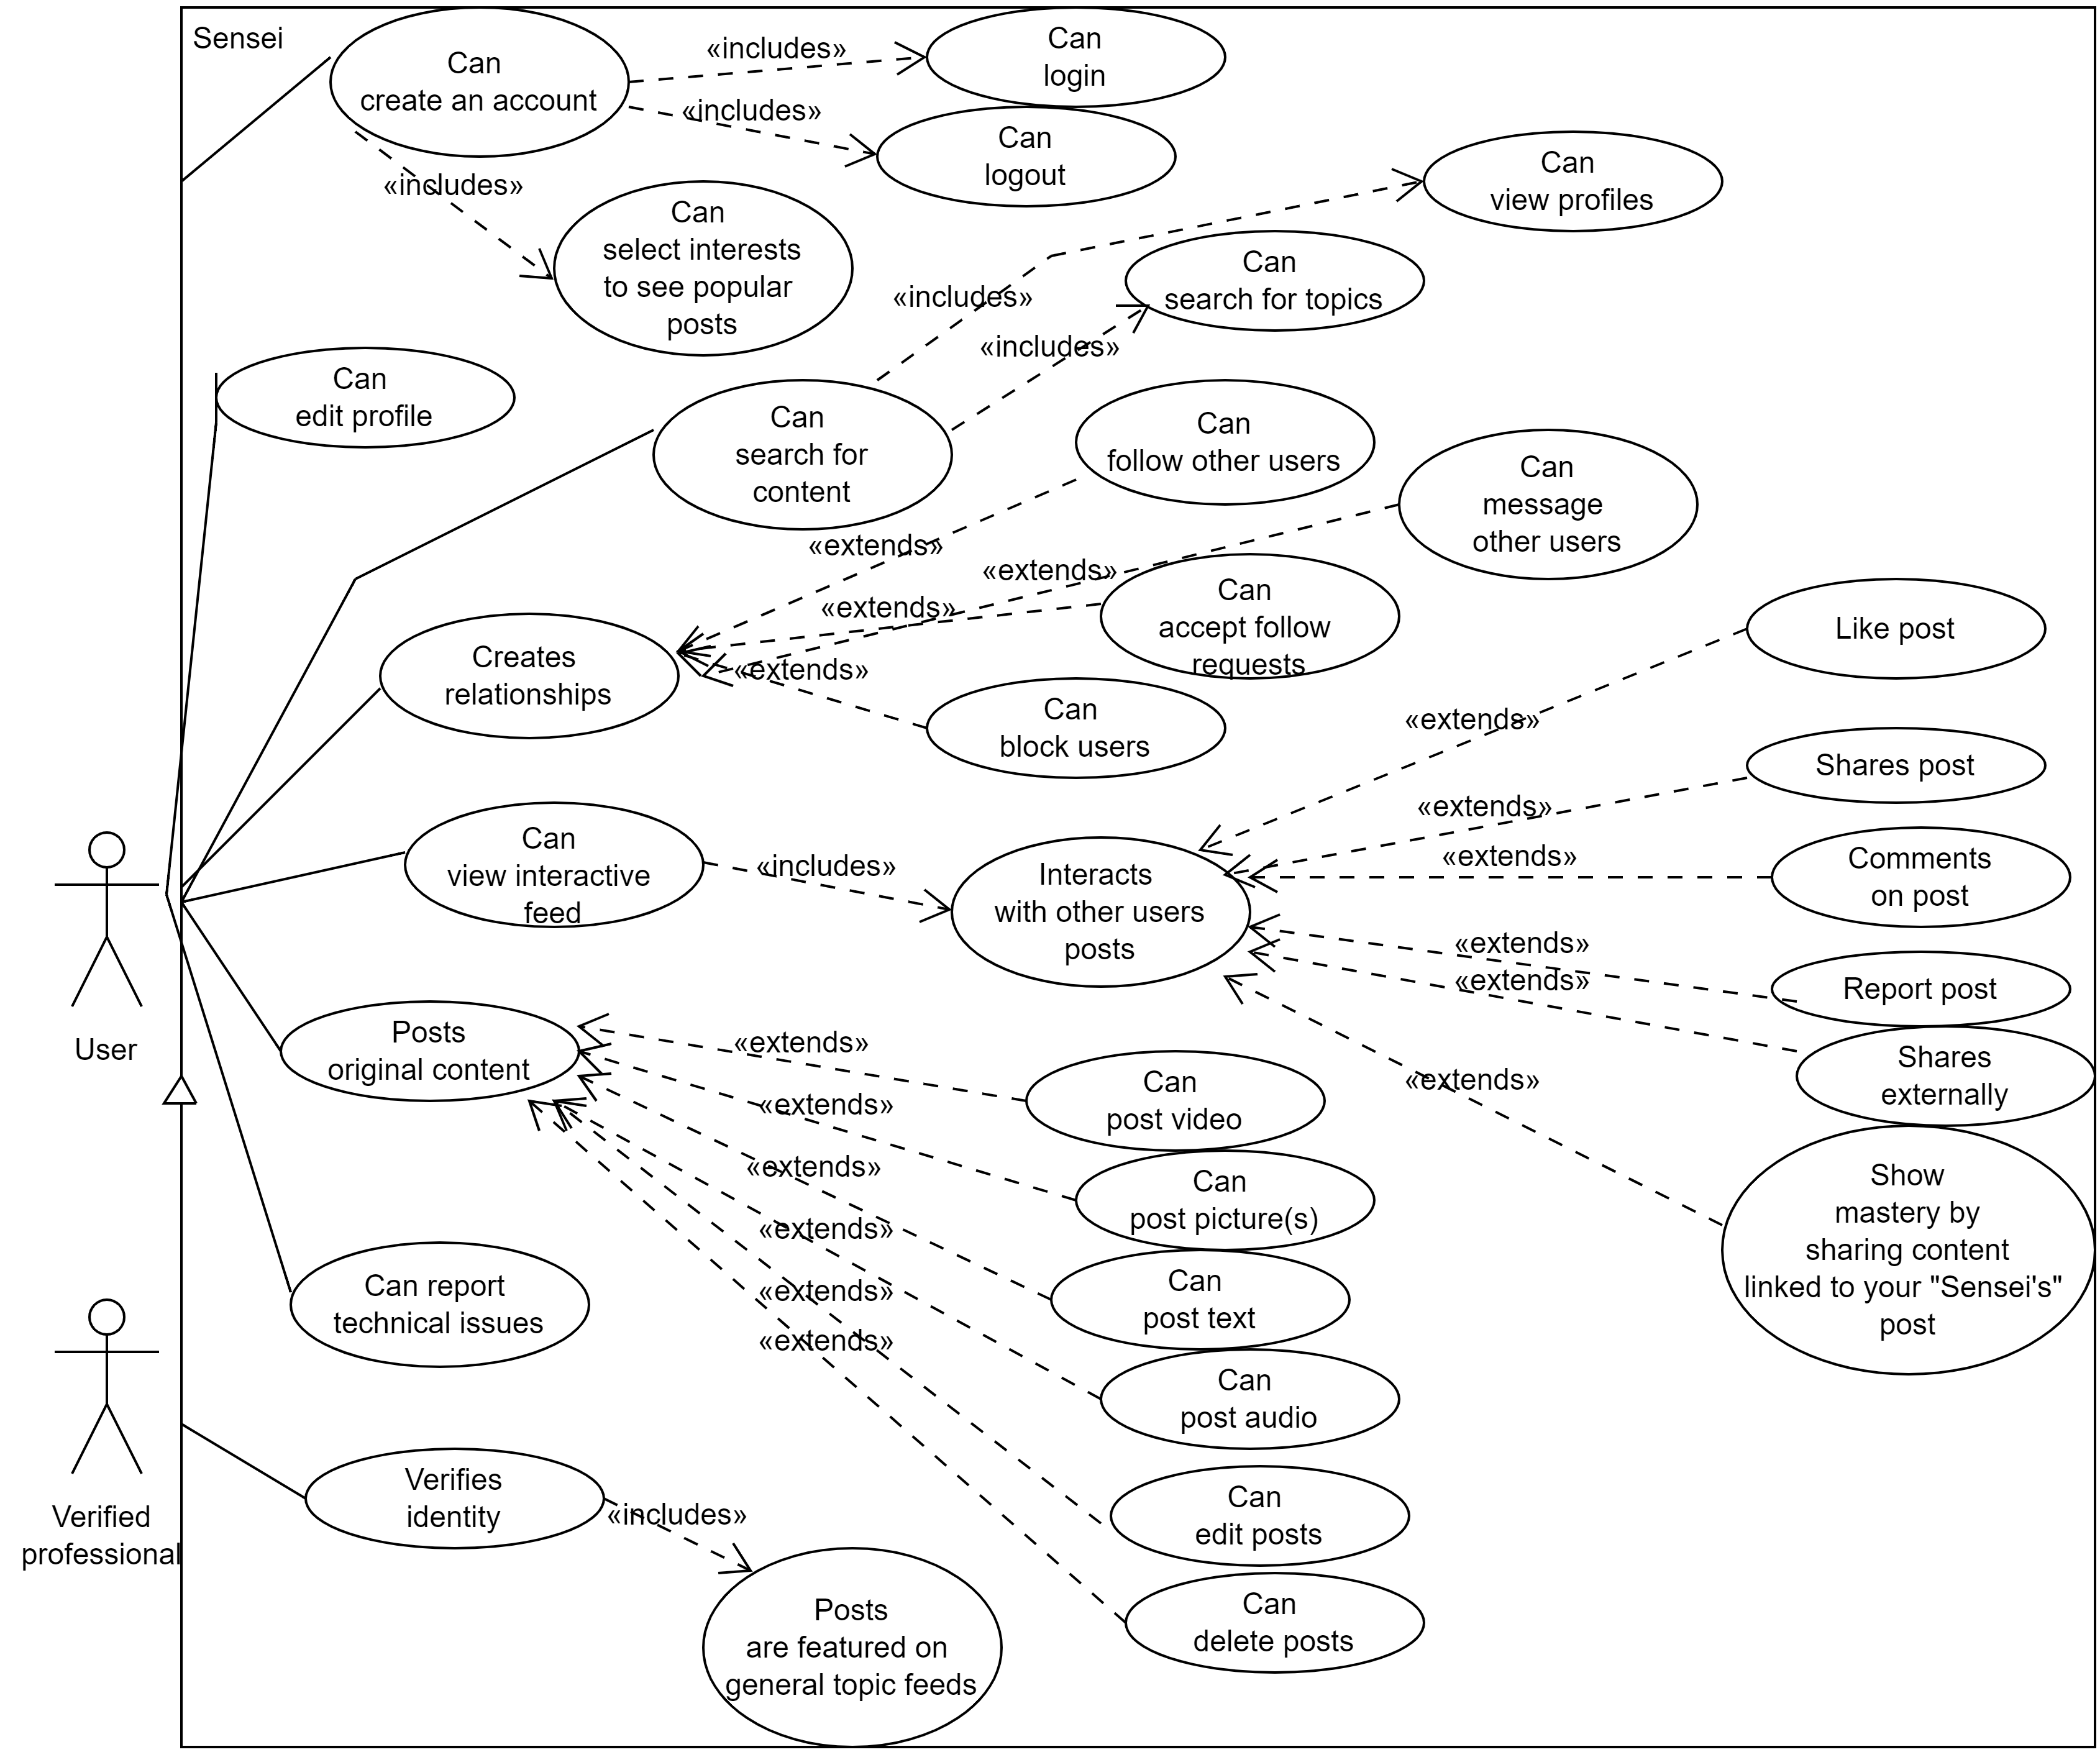 Sensei
Can
create an account
«includes»
Can
login
«includes»
Can
logout
«includes»
Can
select interests
to see popular
posts
Can
view profiles
«includes»
Can
search for topics
«includes»
Can
edit profile
Can
search for
content
Can
follow other users
Can
message
other users
«extends»
«extends»
«extends»
Can
accept follow
requests
Creates
relationships
«extends»
Can
block users
Like post
«extends»
Shares post
«extends»
Can
view interactive
feed
«includes»
Interacts
with other users
posts
«extends»
Comments
on post
«extends»
Report post
«extends»
Shares
externally
User
Posts
original content
«extends»
Can
post video
«extends»
«extends»
Can
post picture(s)
«extends»
Show
mastery by
sharing content
linked to your "Sensei's"
post
«extends»
Can
post text
«extends»
«extends»
Can report
technical issues
Can
post audio
Verified
professional
Verifies
identity
«includes»
Can
edit posts
Posts
are featured on
general topic feeds
Can
delete posts